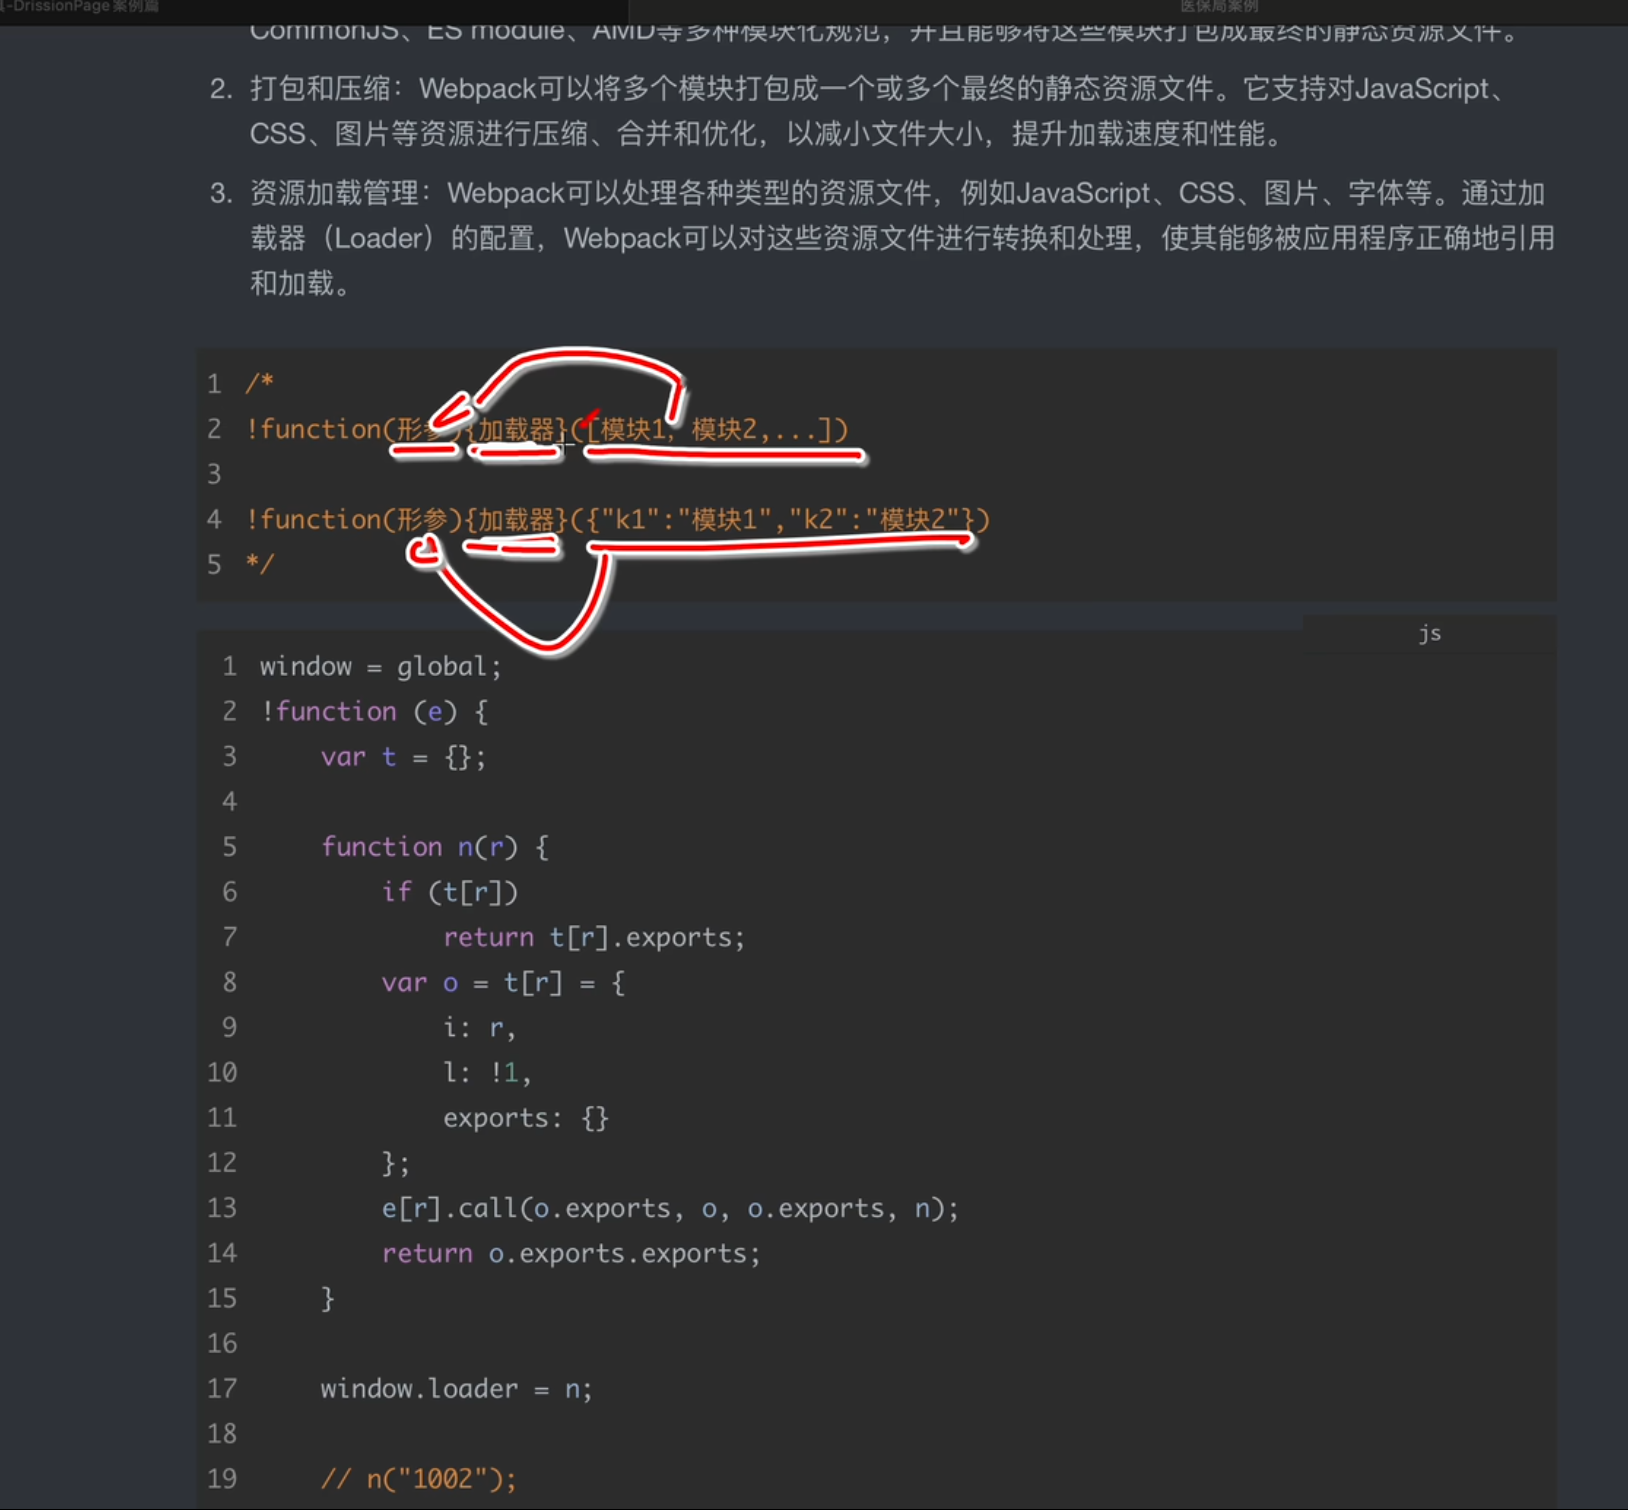 具-DrissionPage案例篇
医保局案例
CommonJS、ES module、AMD等多种模块化规范，并且能够将这些模块打包成最终的静态资源文件。
2. 打包和压缩：Webpack可以将多个模块打包成一个或多个最终的静态资源文件。它支持对JavaScript、
CSS、图片等资源进行压缩、合并和优化，以减小文件大小，提升加载速度和性能。
3. 资源加载管理：Webpack可以处理各种类型的资源文件，例如JavaScript、CSS、图片、字体等。通过加
载器（Loader）的配置，Webpack可以对这些资源文件进行转换和处理，使其能够被应用程序正确地引用
和加载。
1 /*
2 !function(形参){加载器}([模块1，模块2,...])
3
4 !function(形参){加载器}({"k1":"模块1","k2":"模块2"})
5 */
js
1 window = global;
2 !function (e) {
3 var t = {};
4
5 function n(r) {
6 if (t[r])
7 return t[r].exports;
8 var o = t[r] = {
9 i: r,
10 l: !1,
11 exports: {}
12 };
13 e[r].call(o.exports, o, o.exports, n);
14 return o.exports.exports;
15 }
16
17 window.loader = n;
18
19 // n("1002");